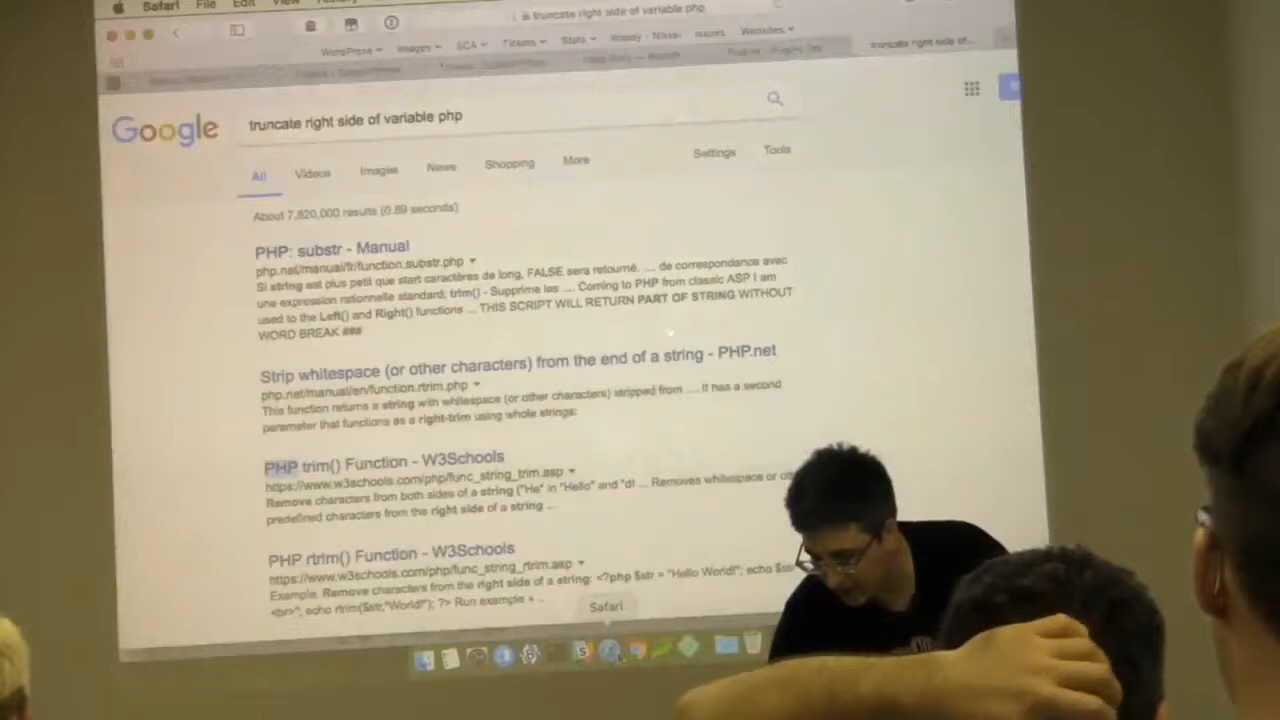 Safari File Edit View
truncate right side of variable php
WordPress Images SCA Tickets Stats Websites
truncate right side of...
Google truncate right side of variable php
All Videos Images News Shopping More Settings Tools
About 7,820,000 results (0.89 seconds)
PHP: substr - Manual
php.net/manual/fr/function.substr.php
Si string est plus petit que start caractères de long, FALSE sera retourné. .... de correspondance avec
une expression rationnelle standard; trim() - Supprime les ... Coming to PHP from classic ASP I am
used to the Left() and Right() functions ... THIS SCRIPT WILL RETURN PART OF STRING WITHOUT
WORD BREAK ###
Strip whitespace (or other characters) from the end of a string - PHP.net
php.net/manual/en/function.rtrim.php
This function returns a string with whitespace (or other characters) stripped from .... It has a second
parameter that functions as a right-trim using whole strings:
PHP trim() Function - W3Schools
https://www.w3schools.com/php/func_string_trim.asp
Remove characters from both sides of a string ("He" in "Hello" and "d! ... Removes whitespace or
predefined characters from the right side of a string ...
PHP rtrim() Function - W3Schools
https://www.w3schools.com/php/func_string_rtrim.asp
Example. Remove characters from the right side of a string: <?php $str = "Hello World!"; echo
<br>"; echo rtrim($str,"World!"); ?> Run example » ..
Safari